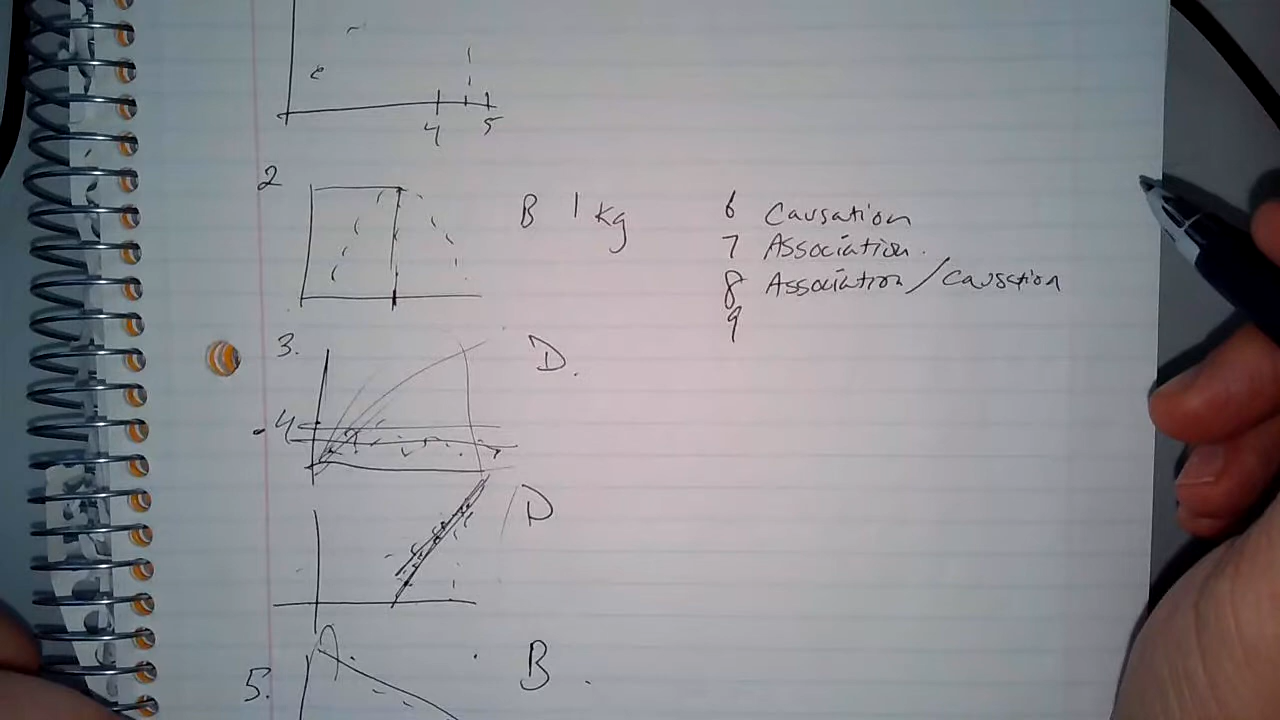 4 5
2
B 1 kg
3.
D.
4
D
5.
A
B
6 Causation
7 Association.
8 Association/causation
9